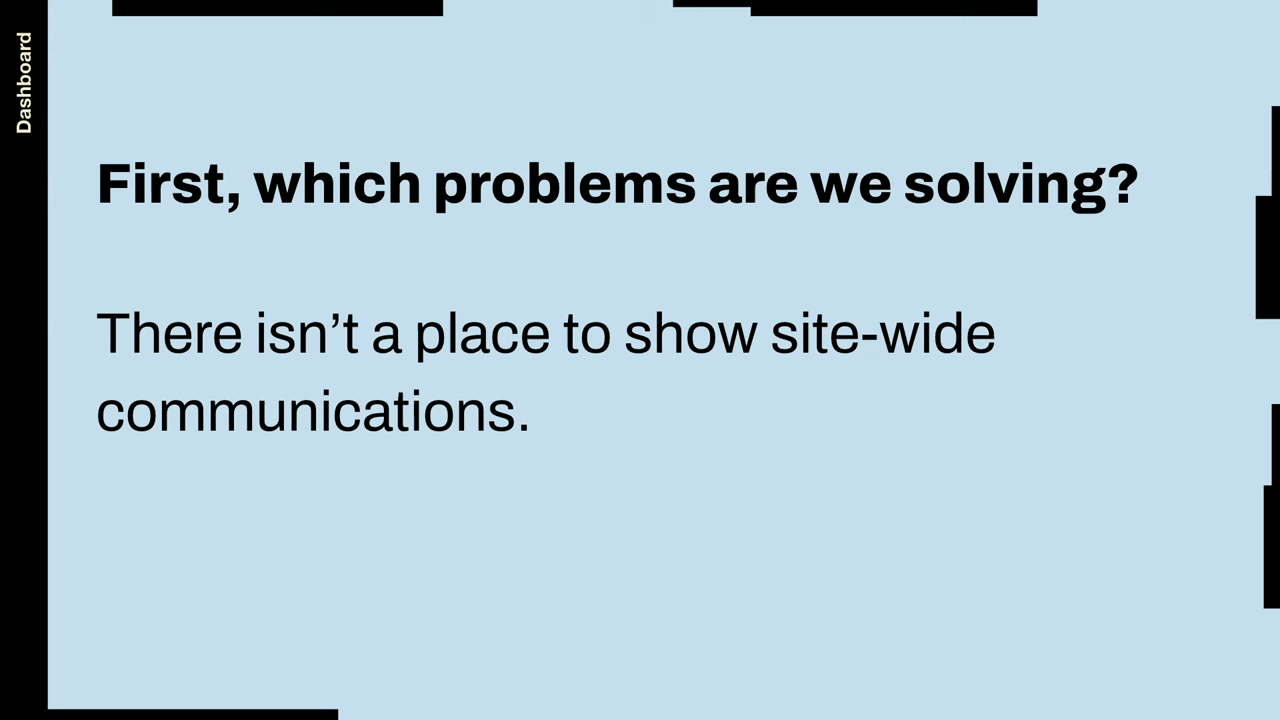 Dashboard
First, which problems are we solving?
There isn’t a place to show site-wide
communications.